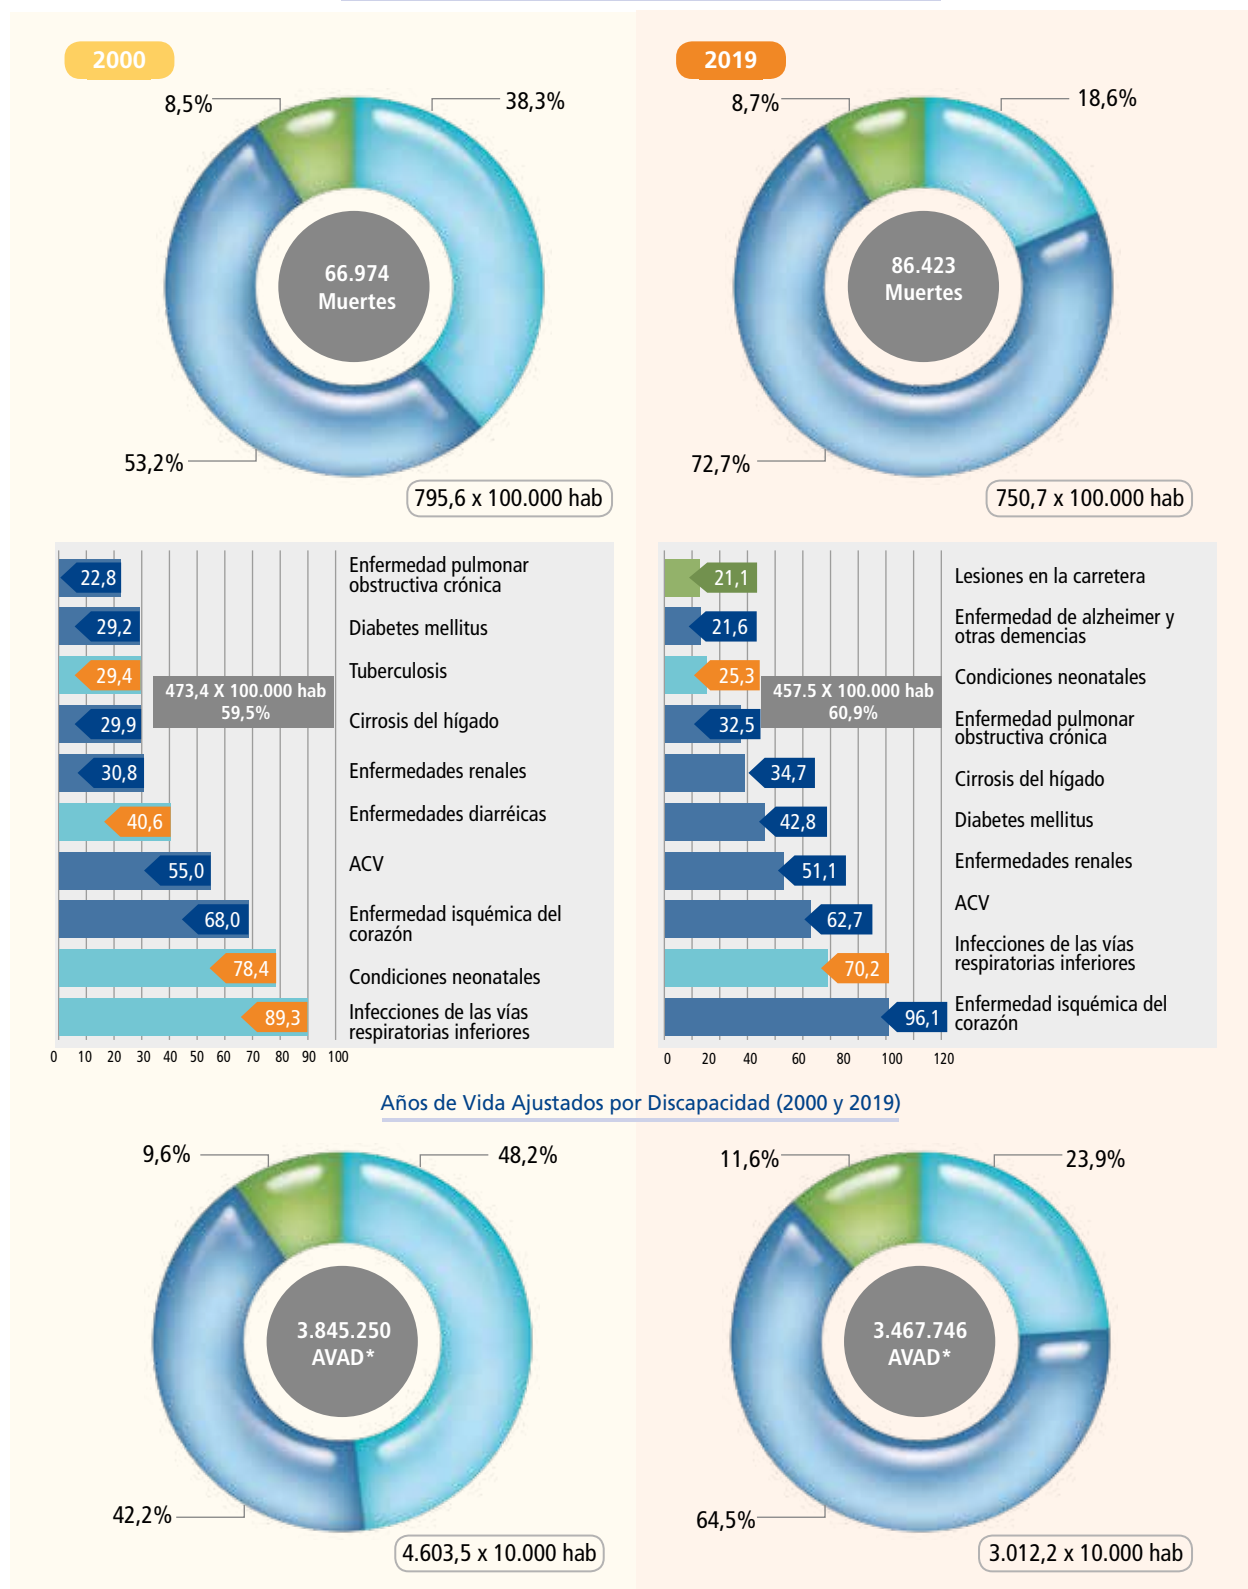 2000
8,5%
38,3%
66.974
Muertes
53,2%
795,6 x 100.000 hab
2019
8,7%
18,6%
86.423
Muertes
72,7%
750,7 x 100.000 hab
22,8
Enfermedad pulmonar
obstructiva crónica
29,2
Diabetes mellitus
29,4
Tuberculosis
473,4 X 100.000 hab
59,5%
29,9
Cirrosis del hígado
30,8
Enfermedades renales
40,6
Enfermedades diarréicas
55,0
ACV
68,0
Enfermedad isquémica del
corazón
78,4
Condiciones neonatales
89,3
Infecciones de las vías
respiratorias inferiores
0 10 20 30 40 50 60 70 80 90 100
21,1
Lesiones en la carretera
21,6
Enfermedad de alzheimer y
otras demencias
25,3
Condiciones neonatales
457.5 X 100.000 hab
60,9%
32,5
Enfermedad pulmonar
obstructiva crónica
34,7
Cirrosis del hígado
42,8
Diabetes mellitus
51,1
Enfermedades renales
62,7
ACV
70,2
Infecciones de las vías
respiratorias inferiores
96,1
Enfermedad isquémica del
corazón
0 20 40 60 80 100 120
Años de Vida Ajustados por Discapacidad (2000 y 2019)
9,6%
48,2%
3.845.250
AVAD*
42,2%
4.603,5 x 10.000 hab
11,6%
23,9%
3.467.746
AVAD*
64,5%
3.012,2 x 10.000 hab